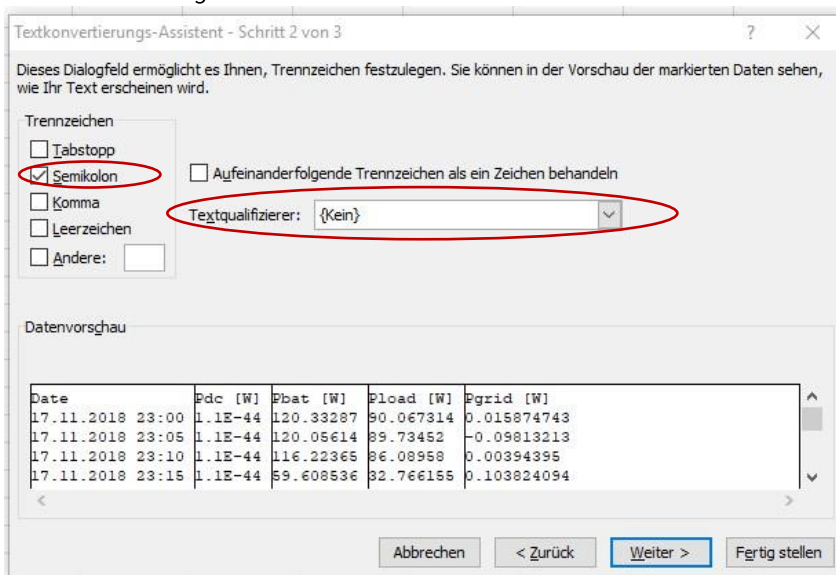 Textkonvertierungs-Assistent - Schritt 2 von 3 ? ×
Dieses Dialogfeld ermöglicht es Ihnen, Trennzeichen festzulegen. Sie können in der Vorschau der markierten Daten sehen,
wie Ihr Text erscheinen wird.
Trennzeichen
Tabstopp
Semikolon
Komma
Leerzeichen
Andere:
Aufeinanderfolgende Trennzeichen als ein Zeichen behandeln
Textqualifizierer: {Kein}
Datenvorschau
Date Pdc [W] Pbat [W] Pload [W] Pgrid [W]
17.11.2018 23:00 1.1E-44 120.33287 90.067314 0.015874743
17.11.2018 23:05 1.1E-44 120.05614 89.73452 -0.09813213
17.11.2018 23:10 1.1E-44 116.22365 86.08958 0.00394395
17.11.2018 23:15 1.1E-44 59.608536 32.766155 0.103824094
Abbrechen < Zurück Weiter > Fertig stellen